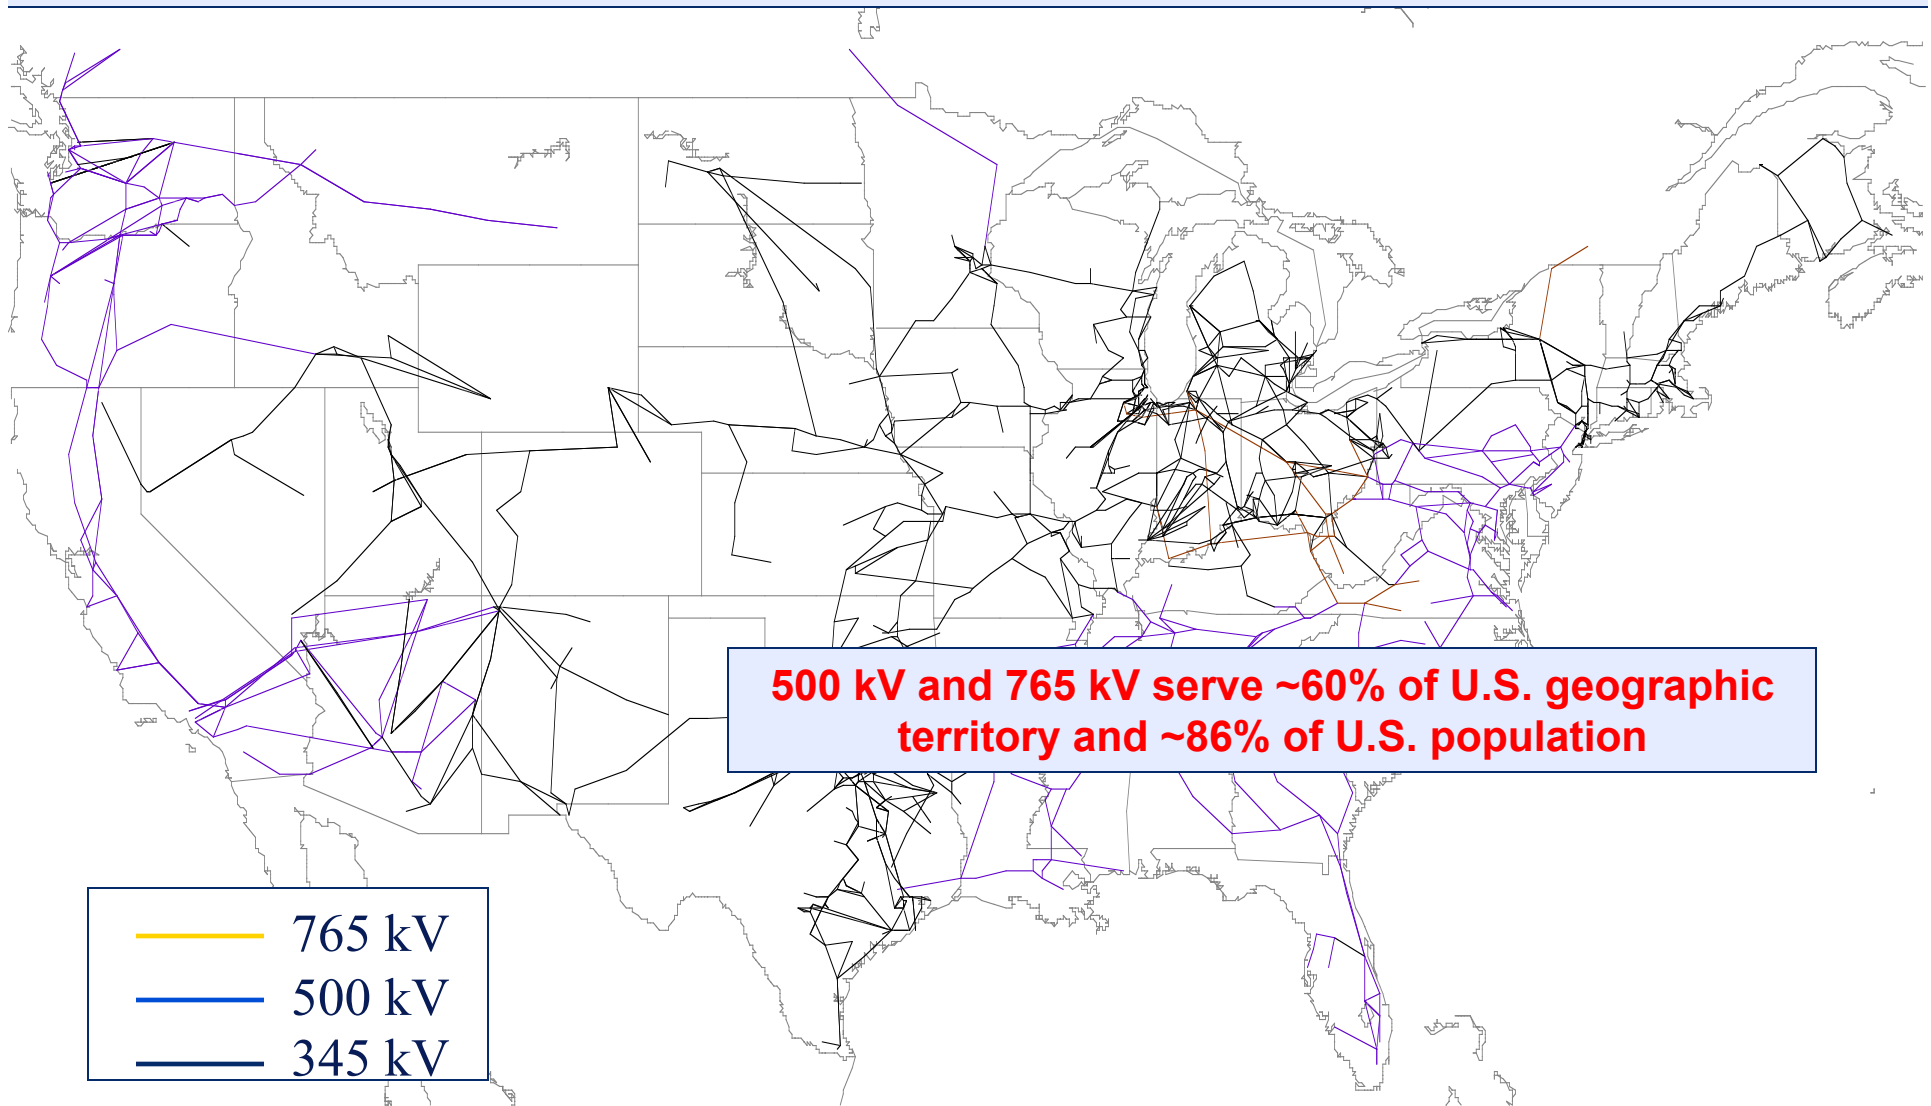 500 kV and 765 kV serve ~60% of U.S. geographic
territory and ~86% of U.S. population
765 kV
500 kV
345 kV